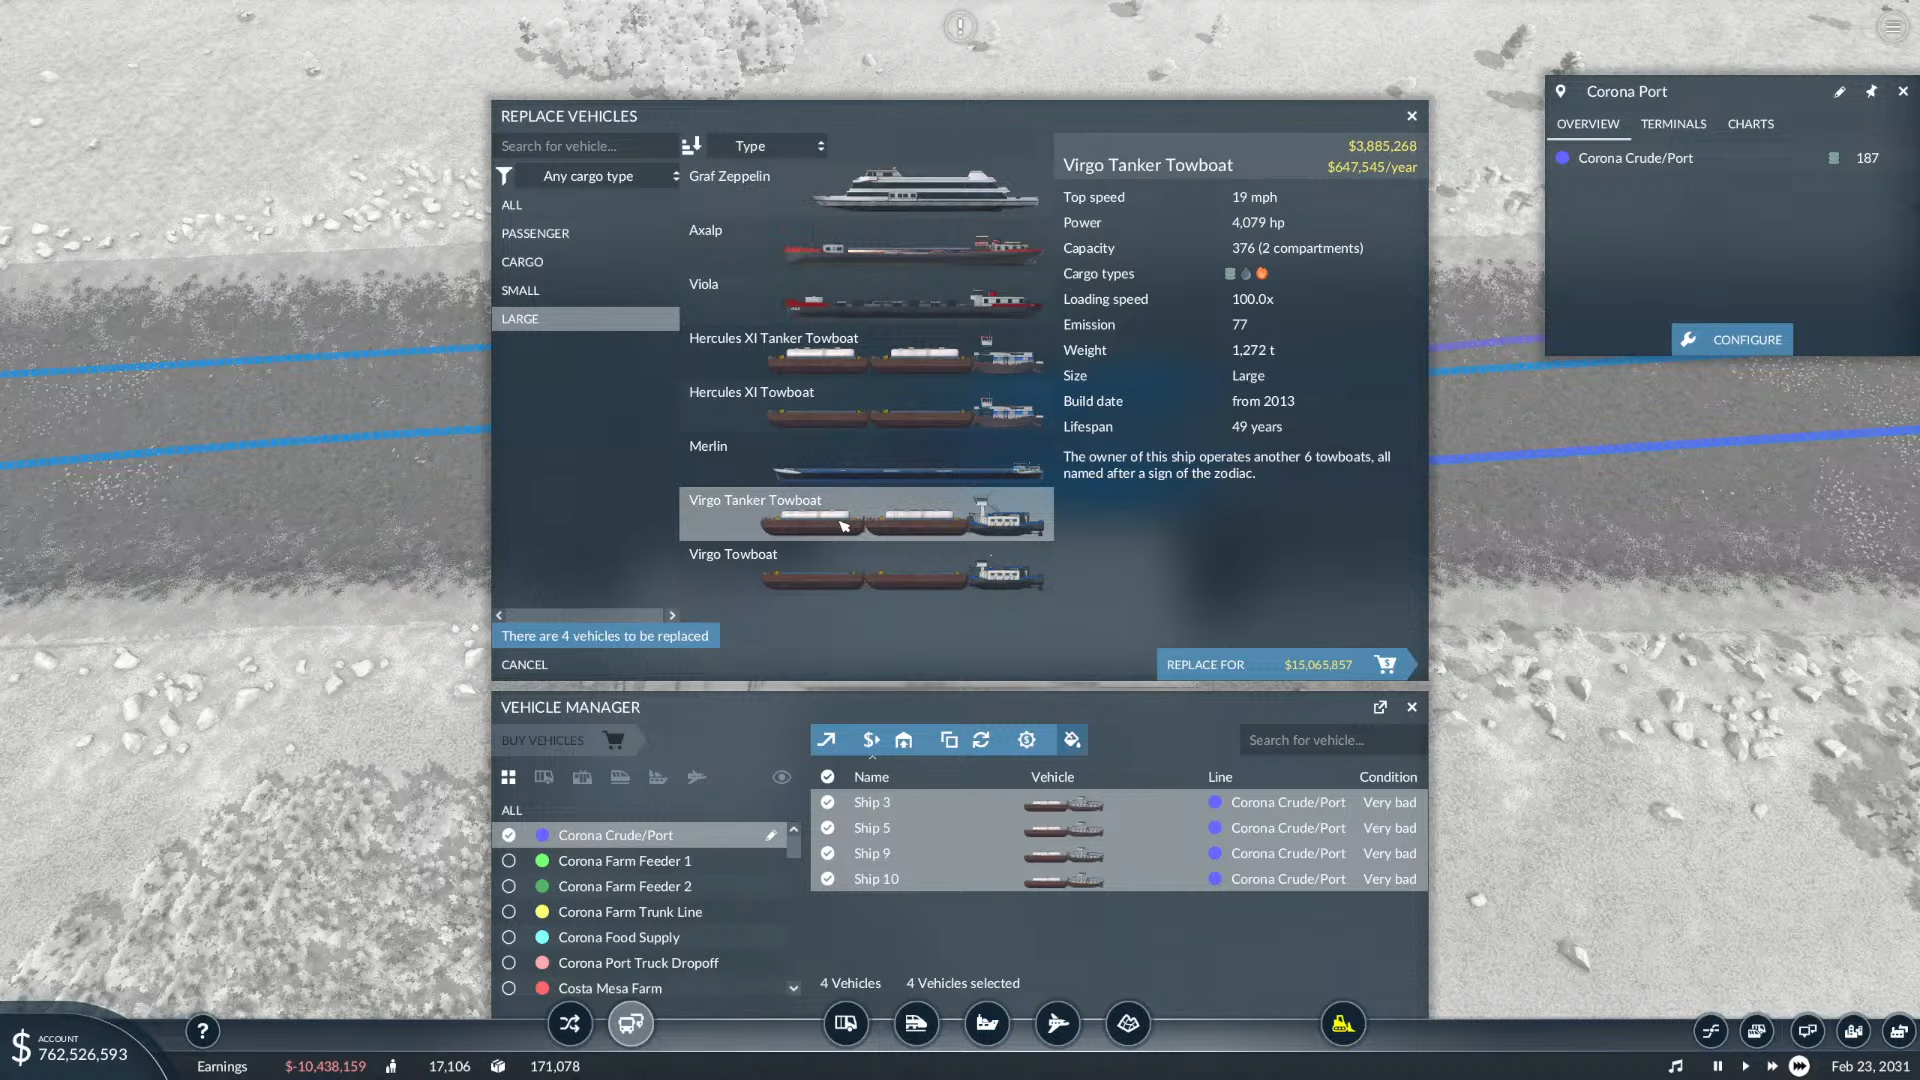 REPLACE VEHICLES
Search for vehicle...
Type
Any cargo type
ALL
PASSENGER
CARGO
SMALL
LARGE
Graf Zeppelin
Axalp
Viola
Hercules XI Tanker Towboat
Hercules XI Towboat
Merlin
Virgo Tanker Towboat
Virgo Towboat
There are 4 vehicles to be replaced
CANCEL
$3,885,268
Virgo Tanker Towboat
$647,545/year
Top speed 19 mph
Power 4,079 hp
Capacity 376 (2 compartments)
Cargo types
Loading speed 100.0x
Emission 77
Weight 1,272 t
Size Large
Build date from 2013
Lifespan 49 years
The owner of this ship operates another 6 towboats, all
named after a sign of the zodiac.
REPLACE FOR $15,065,857
Corona Port
OVERVIEW TERMINALS CHARTS
Corona Crude/Port 187
CONFIGURE
VEHICLE MANAGER
BUY VEHICLES
ALL
Corona Crude/Port
Corona Farm Feeder 1
Corona Farm Feeder 2
Corona Farm Trunk Line
Corona Food Supply
Corona Port Truck Dropoff
Costa Mesa Farm
Search for vehicle...
Name Vehicle Line Condition
Ship 3 Corona Crude/Port Very bad
Ship 5 Corona Crude/Port Very bad
Ship 9 Corona Crude/Port Very bad
Ship 10 Corona Crude/Port Very bad
4 Vehicles 4 Vehicles selected
$ ACCOUNT
762,526,593
?
Earnings $-10,438,159 17,106 171,078
Feb 23, 2031